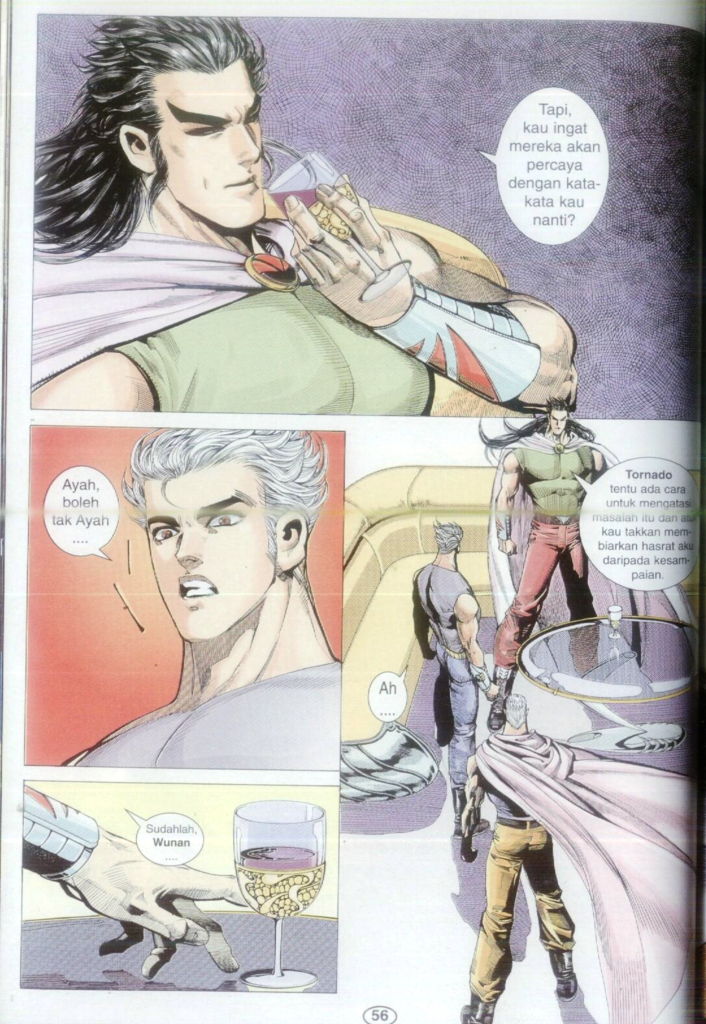 Tapi,
kau ingat
mereka akan
percaya
dengan kata-
kata kau
nanti?
Ayah,
boleh
tak Ayah
....
Tornado
tentu ada cara
untuk mengatasi
masalah itu dan aku
kau takkan mem-
biarkan hasrat aku
daripada kesam-
paian.
Ah
....
Sudahlah,
Wunan
....
56